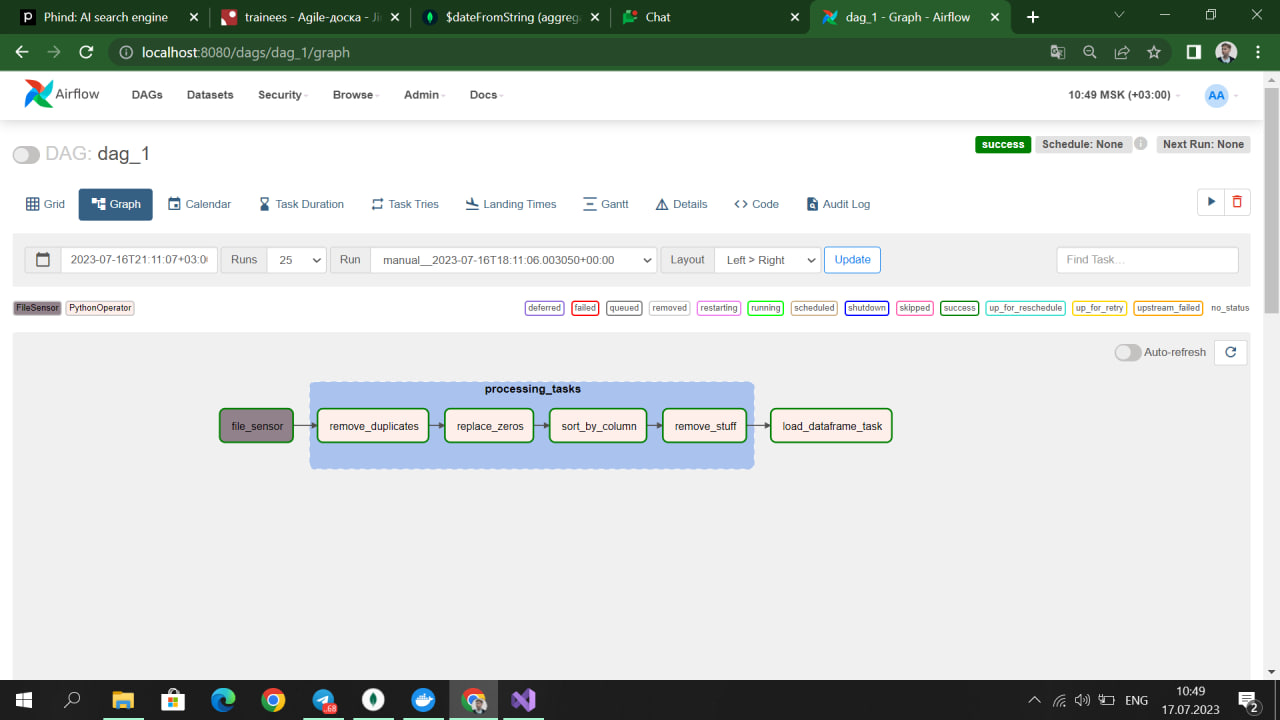 Phind: AI search engine
trainees - Agile-доска - Ji
$dateFromString (aggreg
Chat
dag_1 - Graph - Airflow
localhost:8080/dags/dag_1/graph
Airflow
DAGs
Datasets
Security
Browse
Admin
Docs
10:49 MSK (+03:00)
AA
DAG: dag_1
success
Schedule: None
i
Next Run: None
Grid
Graph
Calendar
Task Duration
Task Tries
Landing Times
Gantt
Details
<> Code
Audit Log
2023-07-16T21:11:07+03:0
Runs
25
Run
manual__2023-07-16T18:11:06.003050+00:00
Layout
Left > Right
Update
Find Task...
FileSensor
PythonOperator
deferred
failed
queued
removed
restarting
running
scheduled
shutdown
skipped
success
up_for_reschedule
up_for_retry
upstream_failed
no_status
Auto-refresh
processing_tasks
file_sensor
remove_duplicates
replace_zeros
sort_by_column
remove_stuff
load_dataframe_task
.68
ENG
10:49
17.07.2023
2